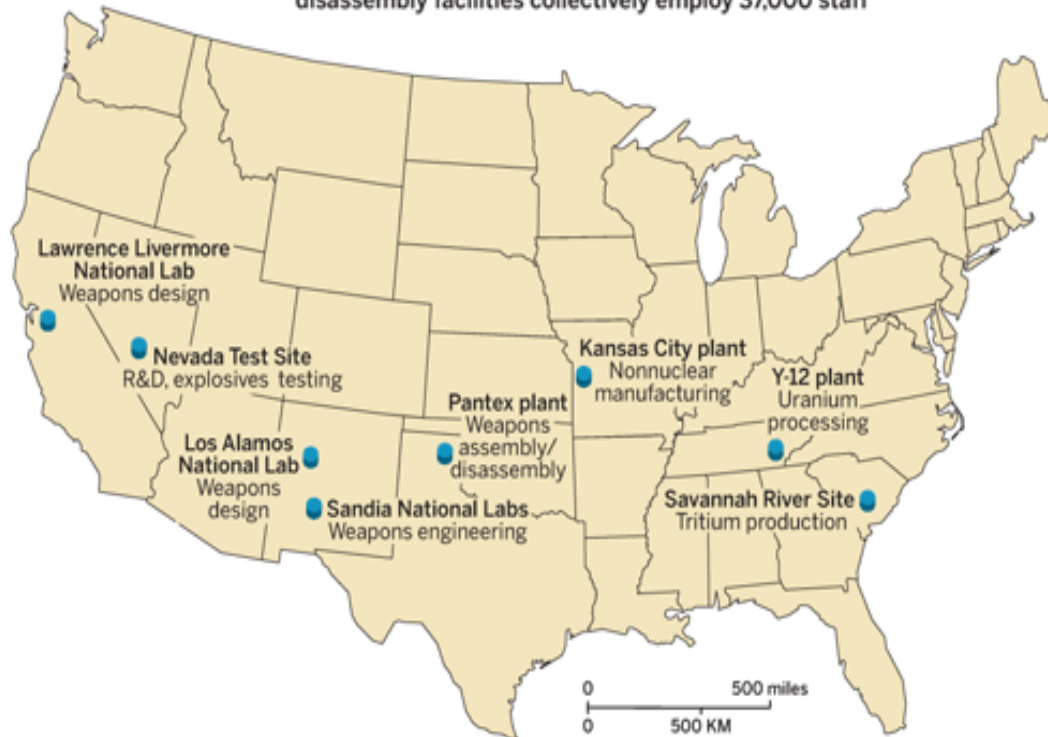 disassembly facilities collectively employ 37,000 staff
Lawrence Livermore
National Lab
Weapons design
Nevada Test Site
R&D, explosives testing
Kansas City plant
Nonnuclear
manufacturing
Y-12 plant
Uranium
processing
Pantex plant
Weapons
assembly/
disassembly
Los Alamos
National Lab
Weapons
design
Sandia National Labs
Weapons engineering
Savannah River Site
Tritium production
0 500 miles
0 500 KM